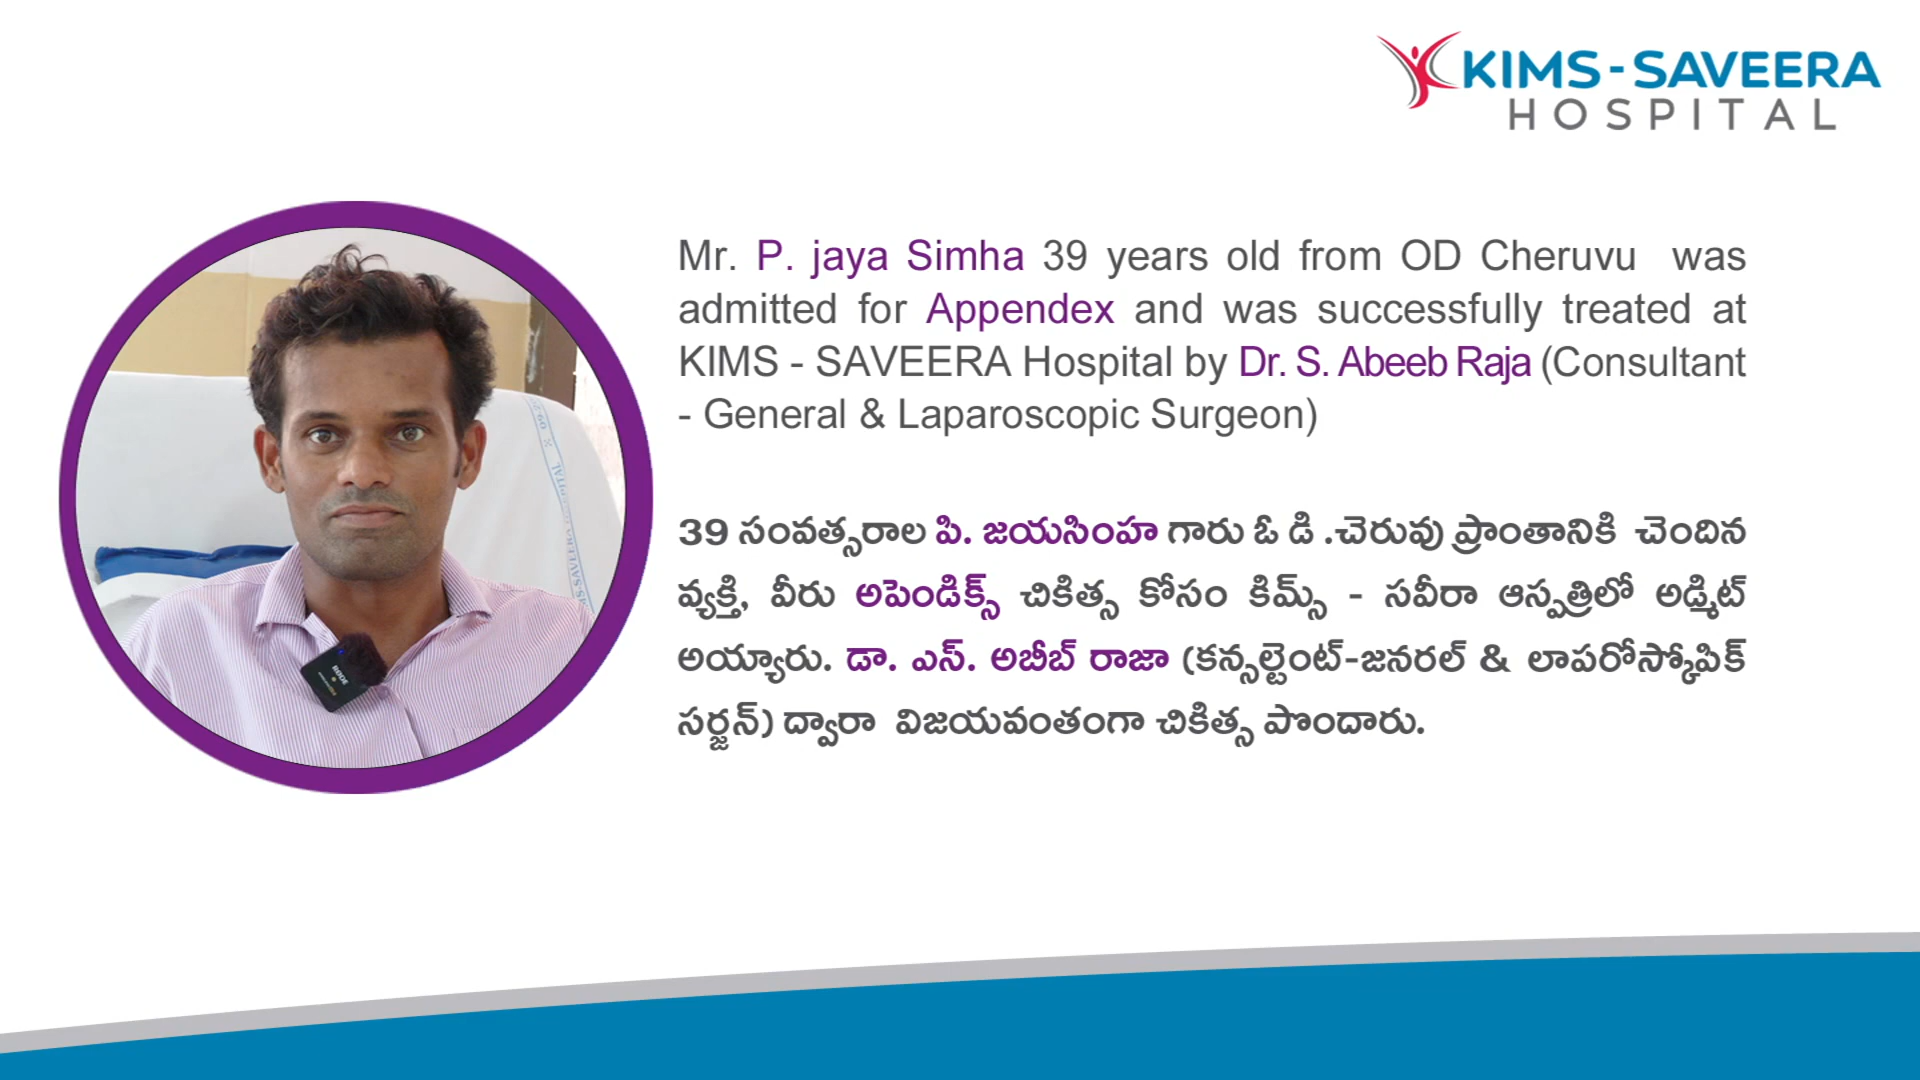 KIMS - SAVEERA
HOSPITAL
Mr. P. jaya Simha 39 years old from OD Cheruvu was
admitted for Appendex and was successfully treated at
KIMS - SAVEERA Hospital by Dr. S. Abeeb Raja (Consultant
- General & Laparoscopic Surgeon)
39 సంవత్సరాల పి. జయసింహ గారు ఓ డి .చెరువు ప్రాంతానికి చెందిన
వ్యక్తి, వీరు అపెండిక్స్ చికిత్స కోసం కిమ్స్ - సవీరా ఆస్పత్రిలో అడ్మిట్
అయ్యారు. డా. ఎస్. అబీబ్ రాజా (కన్సల్టెంట్-జనరల్ & లాపరోస్కోపిక్
సర్జన్) ద్వారా విజయవంతంగా చికిత్స పొందారు.
RODE